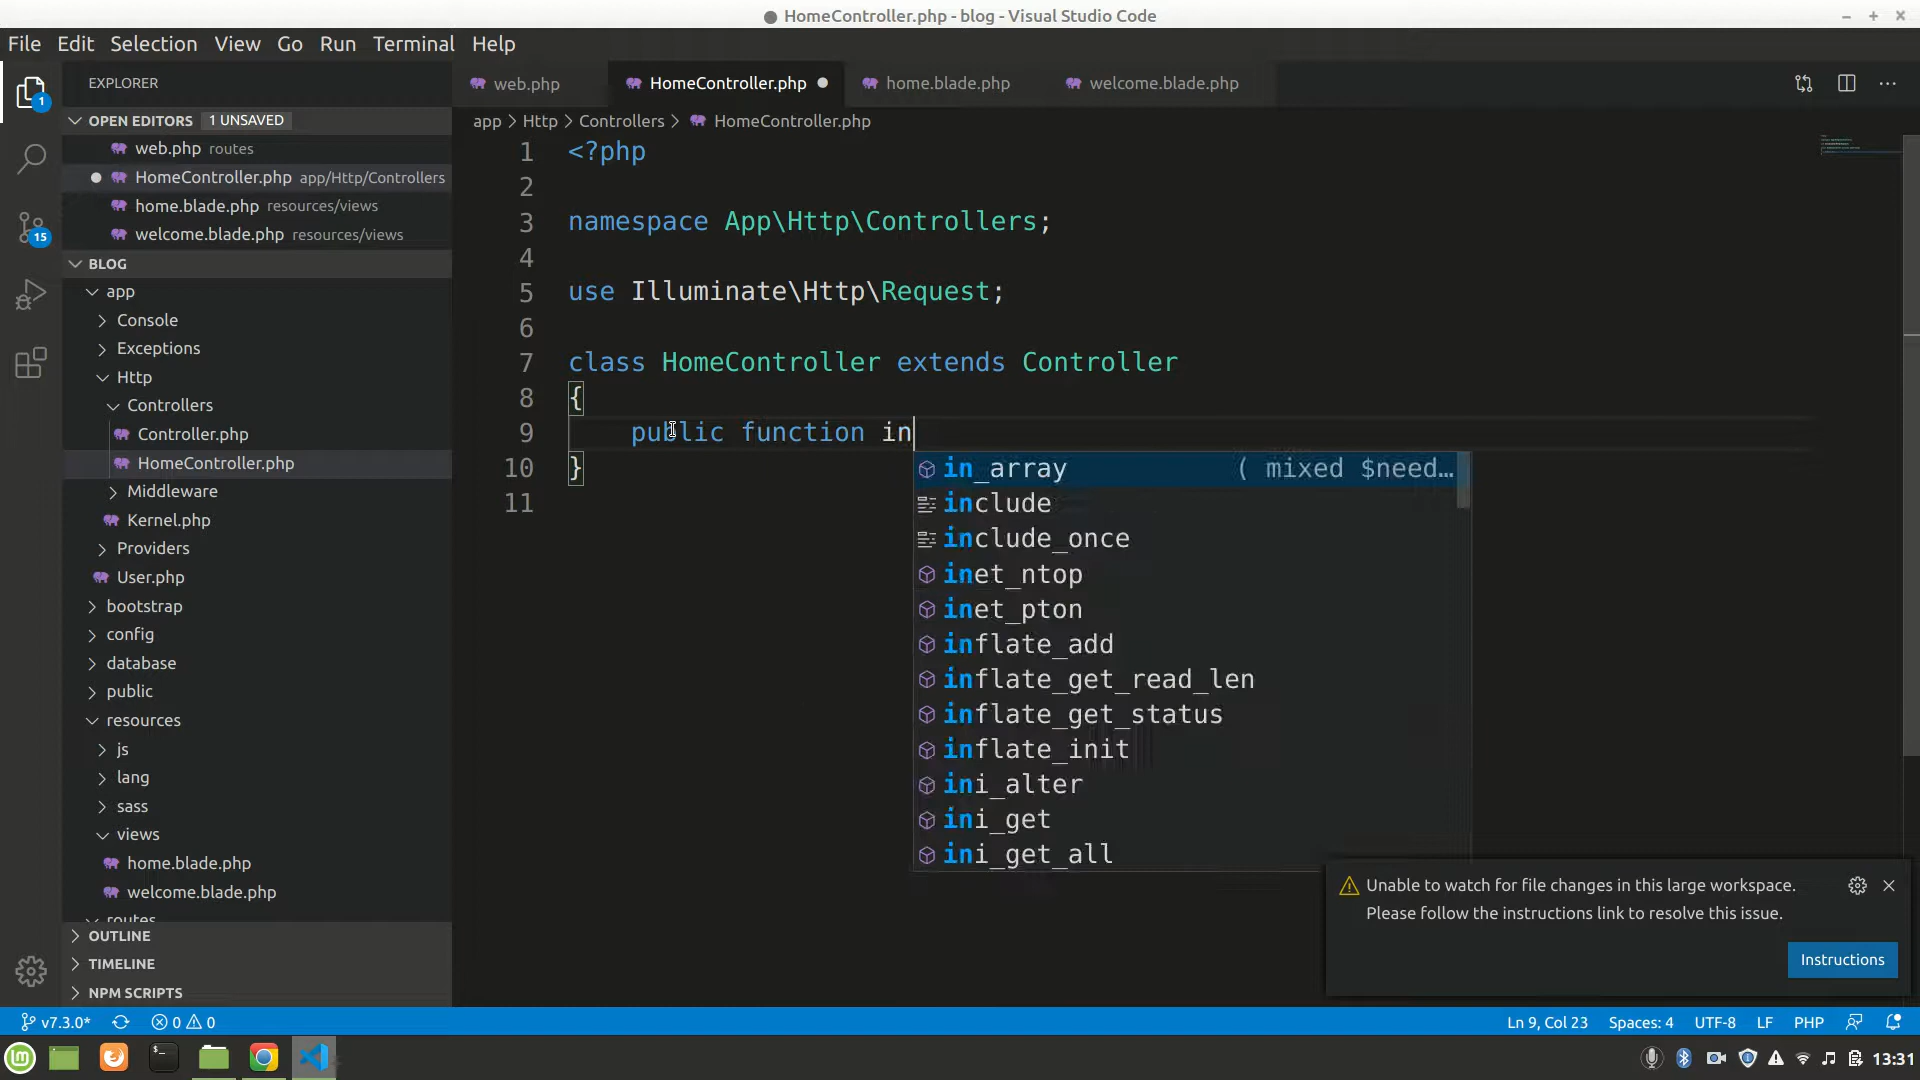 HomeController.php - blog - Visual Studio Code
File Edit Selection View Go Run Terminal Help
EXPLORER
web.php
HomeController.php
home.blade.php
welcome.blade.php
OPEN EDITORS 1 UNSAVED
app > Http > Controllers > HomeController.php
web.php routes
HomeController.php app/Http/Controllers
home.blade.php resources/views
welcome.blade.php resources/views
BLOG
app
Console
Exceptions
Http
Controllers
Controller.php
HomeController.php
Middleware
Kernel.php
Providers
User.php
bootstrap
config
database
public
resources
js
lang
sass
views
home.blade.php
welcome.blade.php
routes
OUTLINE
TIMELINE
NPM SCRIPTS
1
15
1 <?php
2
3 namespace App\Http\Controllers;
4
5 use Illuminate\Http\Request;
6
7 class HomeController extends Controller
8 {
9 public function in
10 }
11
in_array ( mixed $need…
include
include_once
inet_ntop
inet_pton
inflate_add
inflate_get_read_len
inflate_get_status
inflate_init
ini_alter
ini_get
ini_get_all
Unable to watch for file changes in this large workspace.
Please follow the instructions link to resolve this issue.
Instructions
v7.3.0* 0 0 Ln 9, Col 23 Spaces: 4 UTF-8 LF PHP
13:31